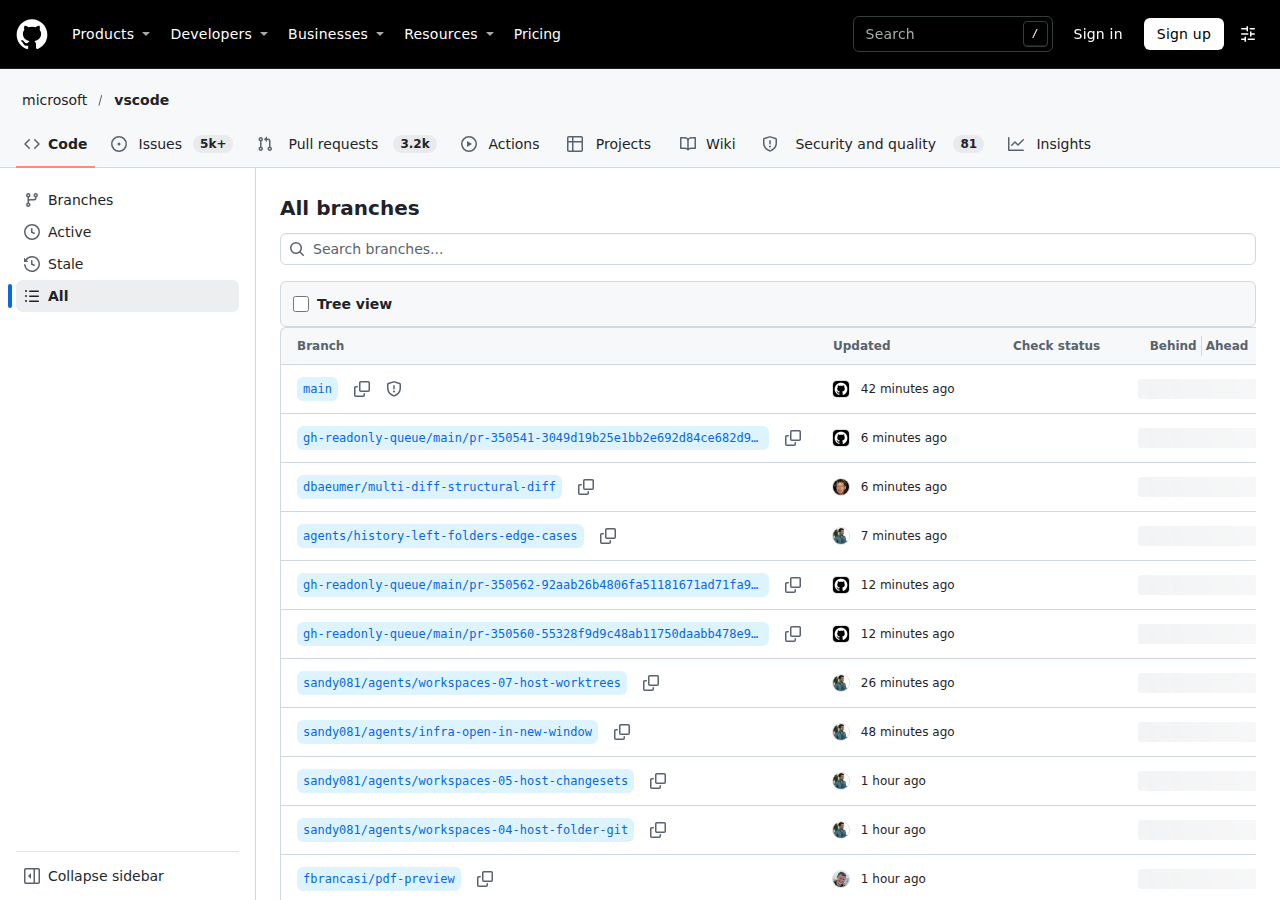 Products Developers Businesses Resources Pricing Search / Sign in Sign up
microsoft / vscode
Code Issues 5k+ Pull requests 3.2k Actions Projects Wiki Security and quality 81 Insights
Branches
Active
Stale
All
Collapse sidebar
All branches
Search branches...
Tree view
Branch Updated Check status Behind Ahead
main 42 minutes ago
gh-readonly-queue/main/pr-350541-3049d19b25e1bb2e692d84ce682d9… 6 minutes ago
dbaeumer/multi-diff-structural-diff 6 minutes ago
agents/history-left-folders-edge-cases 7 minutes ago
gh-readonly-queue/main/pr-350562-92aab26b4806fa51181671ad71fa9… 12 minutes ago
gh-readonly-queue/main/pr-350560-55328f9d9c48ab11750daabb478e9… 12 minutes ago
sandy081/agents/workspaces-07-host-worktrees 26 minutes ago
sandy081/agents/infra-open-in-new-window 48 minutes ago
sandy081/agents/workspaces-05-host-changesets 1 hour ago
sandy081/agents/workspaces-04-host-folder-git 1 hour ago
fbrancasi/pdf-preview 1 hour ago